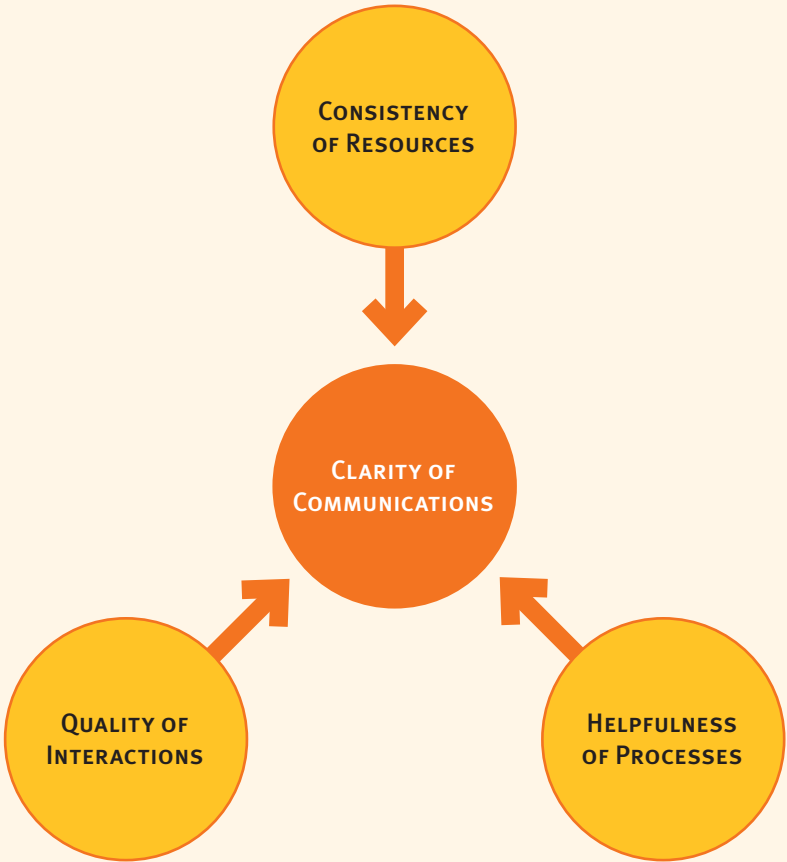 Consistency
of Resources
Clarity of
Communications
Quality of
Interactions
Helpfulness
of Processes